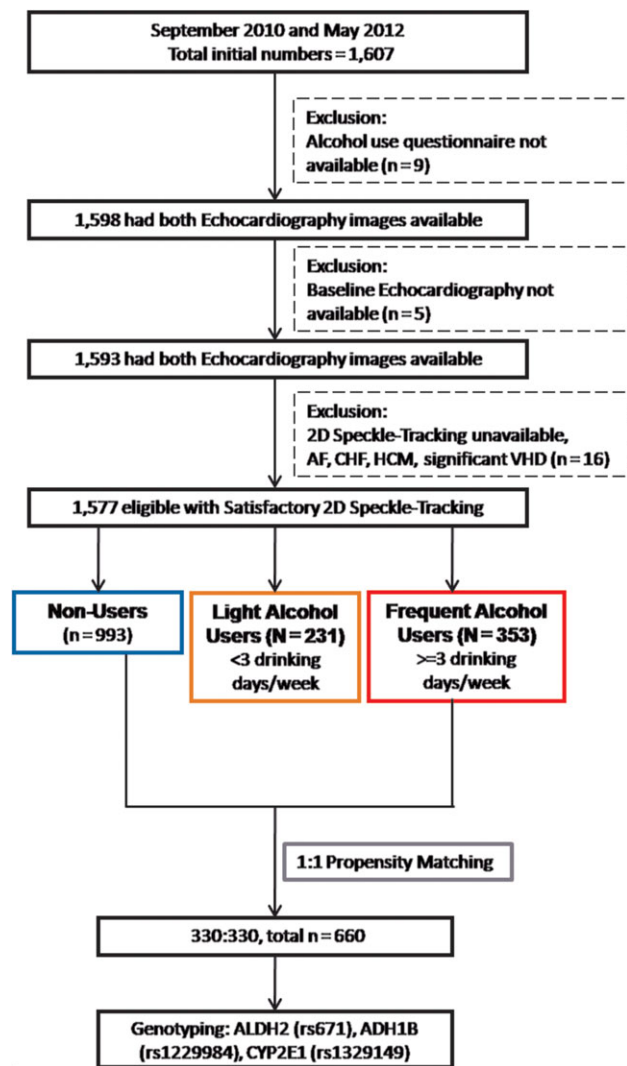 September 2010 and May 2012
Total initial numbers = 1,607
Exclusion:
Alcohol use questionnaire not
available (n = 9)
1,598 had both Echocardiography images available
Exclusion:
Baseline Echocardiography not
available (n = 5)
1,593 had both Echocardiography images available
Exclusion:
2D Speckle-Tracking unavailable,
AF, CHF, HCM, significant VHD (n = 16)
1,577 eligible with Satisfactory 2D Speckle-Tracking
Non-Users
(n = 993)
Light Alcohol
Users (N = 231)
<3 drinking
days/week
Frequent Alcohol
Users (N = 353)
>=3 drinking
days/week
1:1 Propensity Matching
330:330, total n = 660
Genotyping: ALDH2 (rs671), ADH1B
(rs1229984), CYP2E1 (rs1329149)